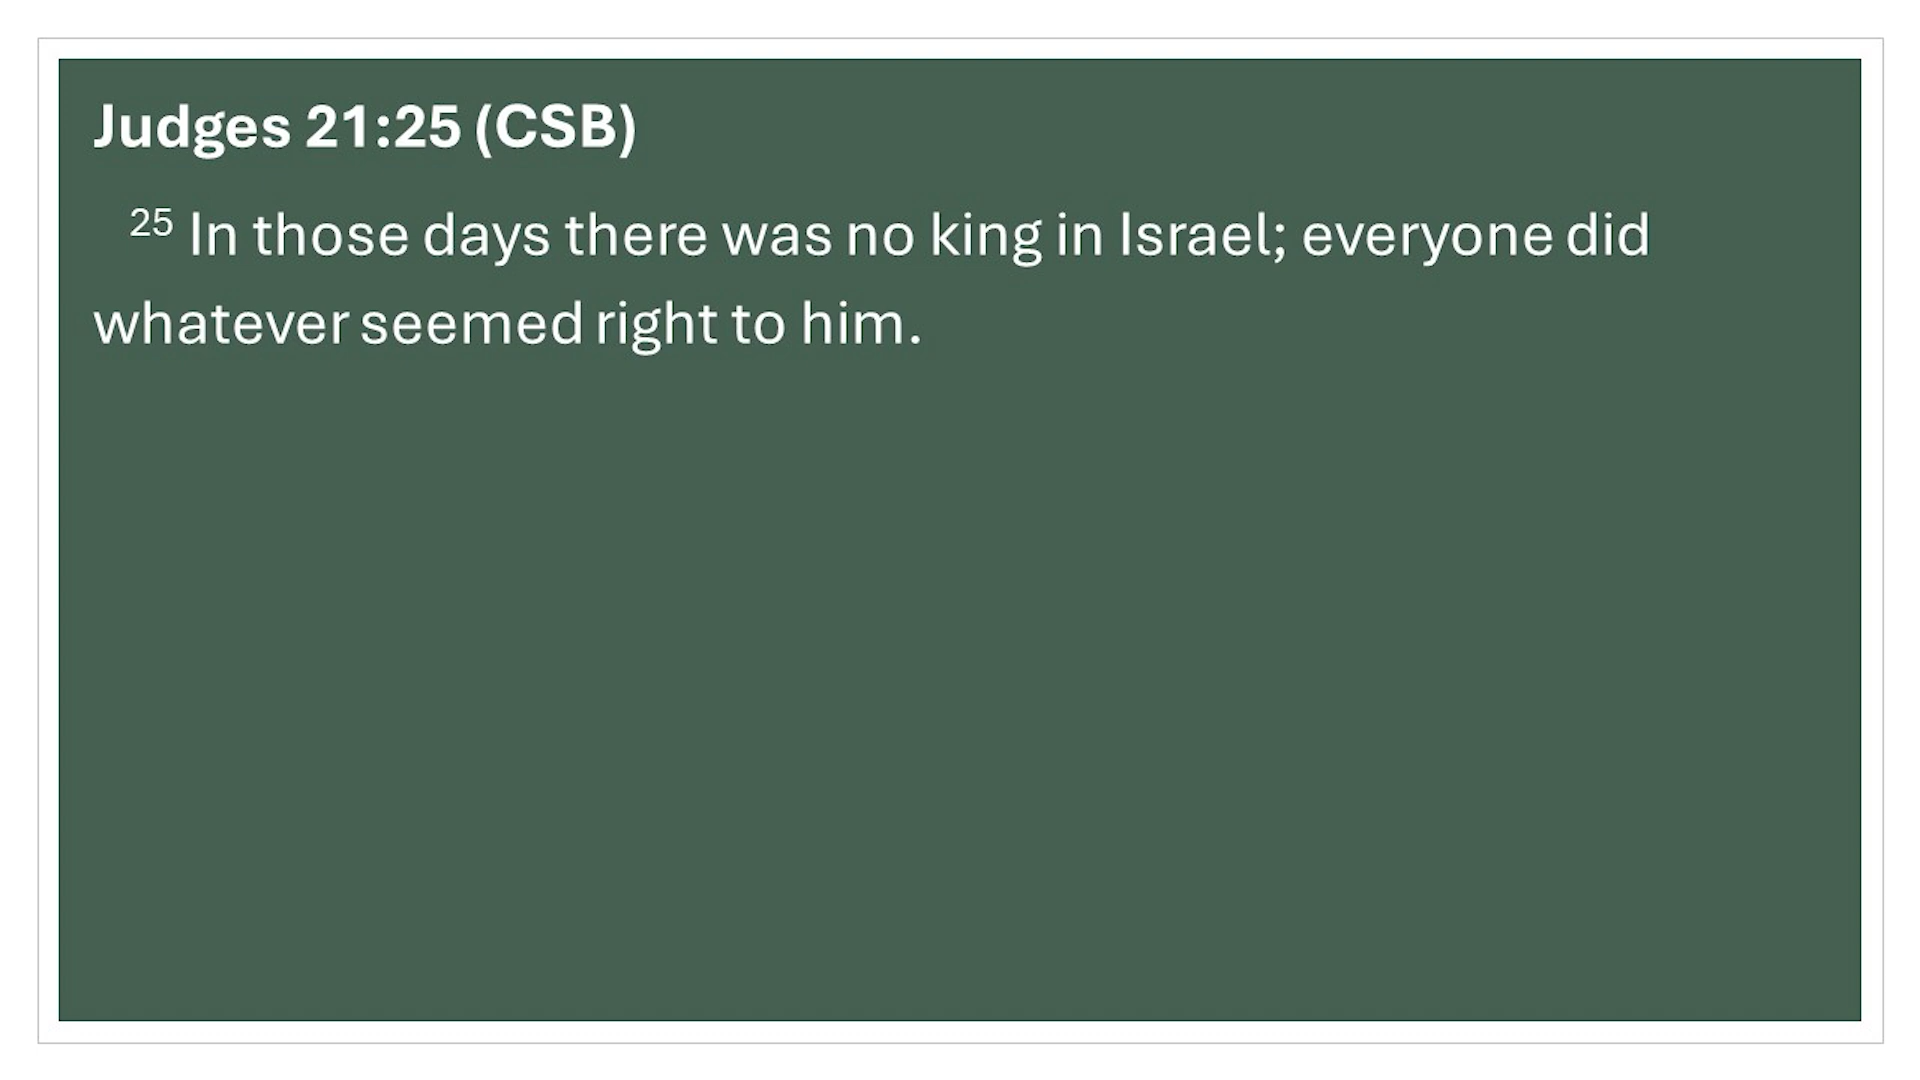 Judges 21:25 (CSB)
25 In those days there was no king in Israel; everyone did
whatever seemed right to him.